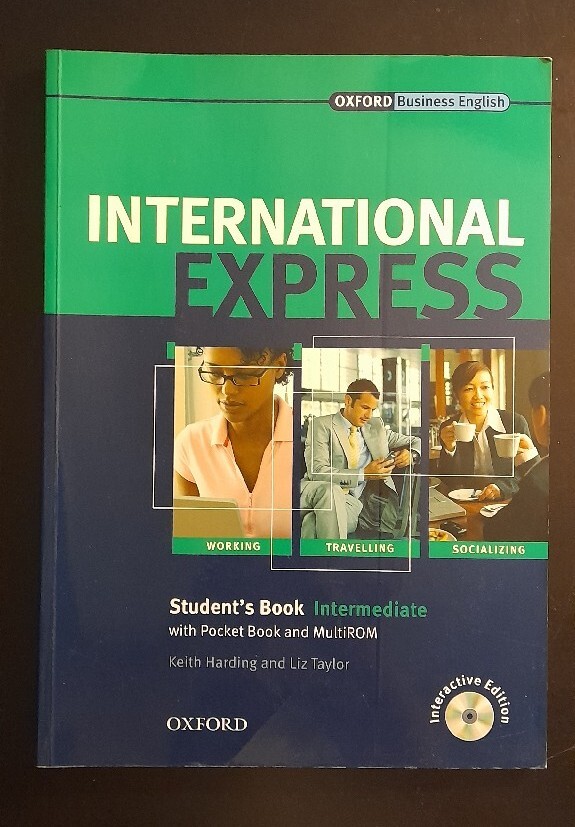 OXFORD Business English
INTERNATIONAL
EXPRESS
WORKING
TRAVELLING
SOCIALIZING
Student's Book Intermediate
with Pocket Book and MultiROM
Keith Harding and Liz Taylor
Interactive Edition
OXFORD